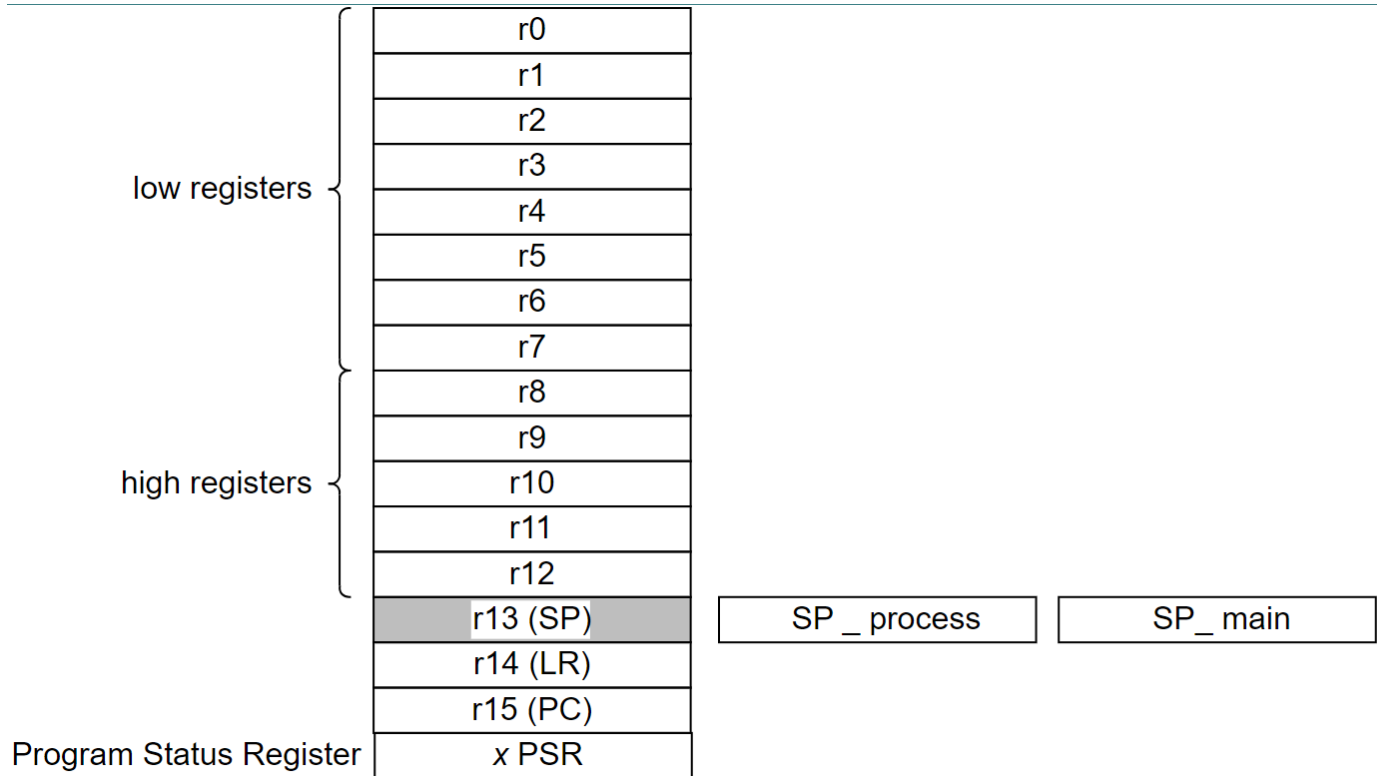 r0
r1
r2
r3
low registers
r4
r5
r6
r7
r8
r9
high registers
r10
r11
r12
r13 (SP) SP _ process SP_ main
r14 (LR)
r15 (PC)
Program Status Register x PSR